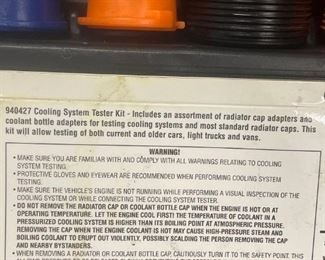 940427 Cooling System Tester Kit - Includes an assortment of radiator cap adapters and
coolant bottle adapters for testing cooling systems and most standard radiator caps. This
kit will allow testing of both current and older cars, light trucks and vans.
WARNING!
• MAKE SURE YOU ARE FAMILIAR WITH AND COMPLY WITH ALL WARNINGS RELATING TO COOLING
SYSTEM TESTING.
• PROTECTIVE GLOVES AND EYEWEAR ARE RECOMMENDED WHEN PERFORMING COOLING SYSTEM
TESTING.
• MAKE SURE THE VEHICLE'S ENGINE IS NOT RUNNING WHILE PERFORMING A VISUAL INSPECTION OF THE
COOLING SYSTEM OR WHILE CONNECTING THE COOLING SYSTEM TESTER.
• DO NOT REMOVE THE RADIATOR CAP OR COOLANT BOTTLE CAP WHEN THE ENGINE IS HOT OR AT
OPERATING TEMPERATURE. LET THE ENGINE COOL FIRST! THE TEMPERATURE OF COOLANT IN A
PRESSURIZED COOLING SYSTEM IS HIGHER THAN ITS BOILING POINT AT ATMOSPHERIC PRESSURE.
REMOVING THE CAP WHEN THE COOLANT IS HOT MAY CAUSE HIGH-PRESSURE STEAM AND
BOILING COOLANT TO ERUPT OUT VIOLENTLY, POSSIBLY SCALDING THE PERSON REMOVING THE CAP
AND NEARBY BYSTANDERS.
• WHEN REMOVING A RADIATOR OR COOLANT BOTTLE CAP, CAUTIOUSLY TURN IT TO THE SAFETY POINT. THIS